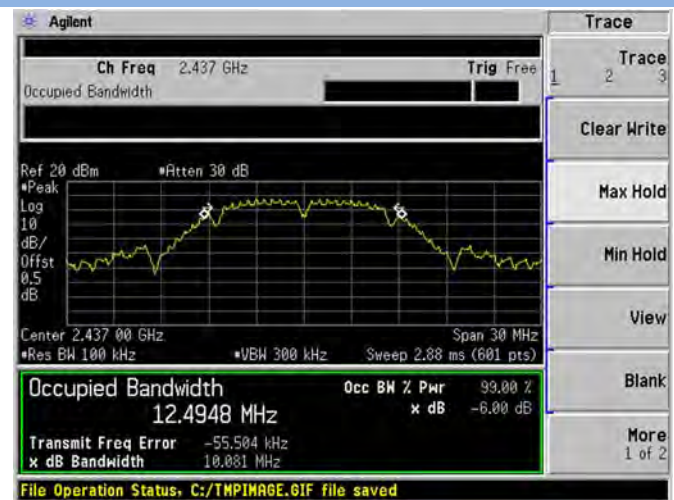 Agilent
Trace
Ch Freq 2.437 GHz Trig Free
Occupied Bandwidth
Trace
1 2 3
Clear Write
Max Hold
Min Hold
View
Blank
More
1 of 2
Ref 20 dBm *Atten 30 dB
*Peak
Log
10
dB/
Offst
0.5
dB
Center 2.437 00 GHz Span 30 MHz
*Res BW 100 kHz *VBW 300 kHz Sweep 2.88 ms (601 pts)
Occupied Bandwidth Occ BW % Pwr 99.00 %
12.4948 MHz x dB -6.00 dB
Transmit Freq Error -55.504 kHz
x dB Bandwidth 10.081 MHz
File Operation Status, C:/TMPIMAGE.GIF file saved